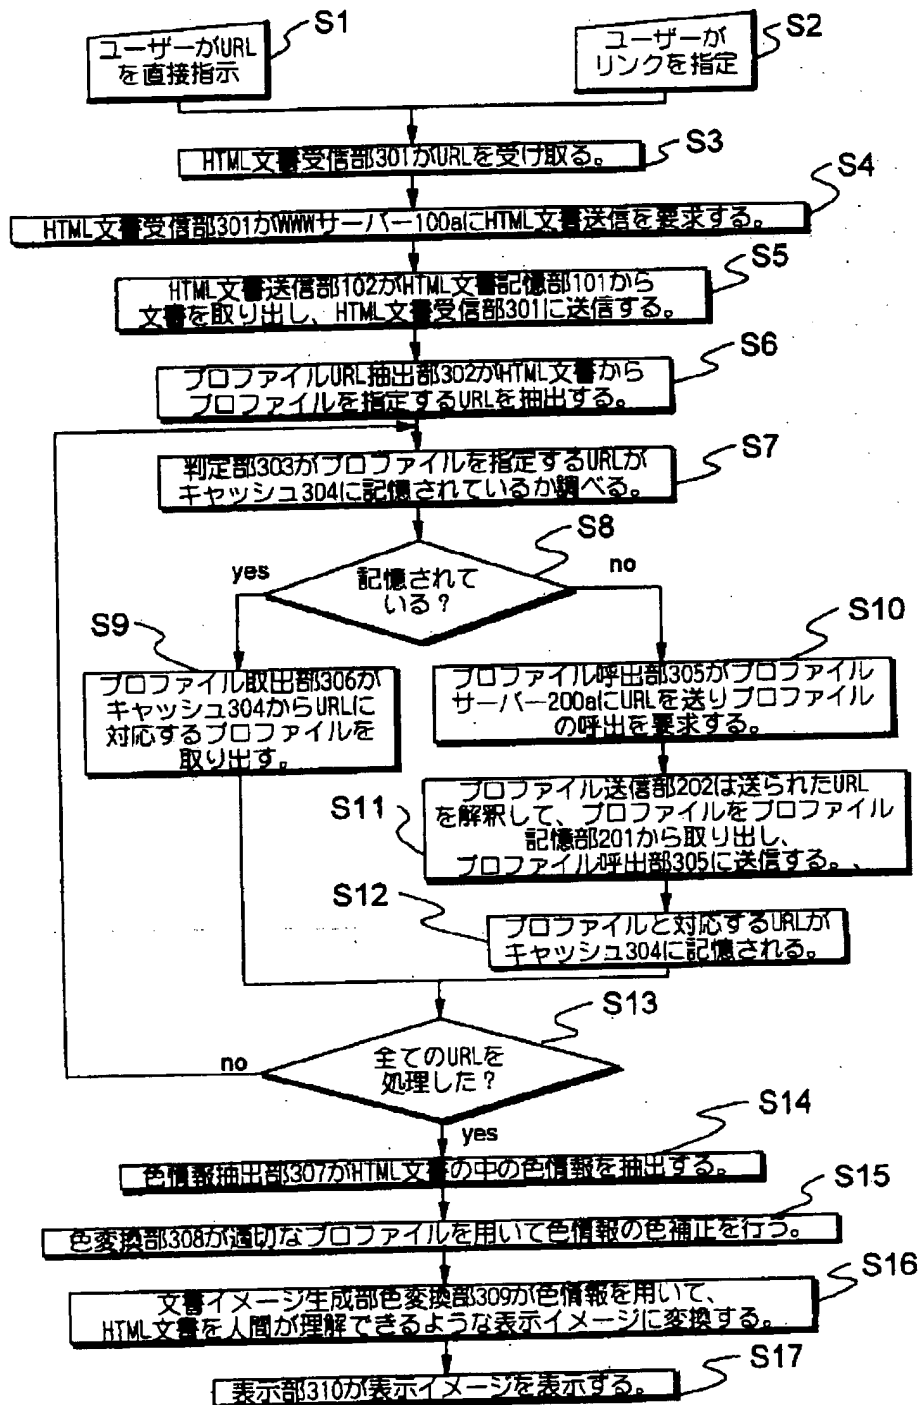 S1
ユーザーがURL
を直接指示
S2
ユーザーが
リンクを指定
S3
HTML文書受信部301がURLを受け取る。
S4
HTML文書受信部301がWWWサーバー100aにHTML文書送信を要求する。
S5
HTML文書送信部102がHTML文書記憶部101から
文書を取り出し、HTML文書受信部301に送信する。
S6
プロファイルURL抽出部302がHTML文書から
プロファイルを指定するURLを抽出する。
S7
判定部303がプロファイルを指定するURLが
キャッシュ304に記憶されているか調べる。
S8
記憶されて
いる?
yes
no
S9
プロファイル取出部306が
キャッシュ304からURLに
対応するプロファイルを
取り出す。
S10
プロファイル呼出部305がプロファイル
サーバー200aにURLを送りプロファイル
の呼出を要求する。
S11
プロファイル送信部202は送られたURL
を解釈して、プロファイルをプロファイル
記憶部201から取り出し、
プロファイル呼出部305に送信する。、
S12
プロファイルと対応するURLが
キャッシュ304に記憶される。
S13
全てのURLを
処理した?
no
yes
S14
色情報抽出部307がHTML文書の中の色情報を抽出する。
S15
色変換部308が適切なプロファイルを用いて色情報の色補正を行う。
S16
文書イメージ生成部色変換部309が色情報を用いて、
HTML文書を人間が理解できるような表示イメージに変換する。
S17
表示部310が表示イメージを表示する。